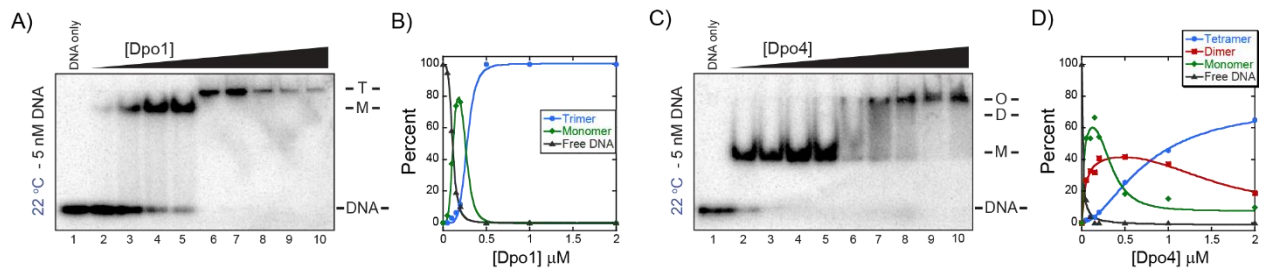 A)
DNA only
[Dpo1]
22 °C - 5 nM DNA
– T –
– M –
–DNA–
1 2 3 4 5 6 7 8 9 10
B)
Percent
100
80
60
40
20
0
Trimer
Monomer
Free DNA
0 0.5 1 1.5 2
[Dpo1] μM
C)
DNA only
[Dpo4]
22 °C - 5 nM DNA
– O –
D –
– M –
DNA–
1 2 3 4 5 6 7 8 9 10
D)
Tetramer
Dimer
Monomer
Free DNA
Percent
100
80
60
40
20
0
0 0.5 1 1.5 2
[Dpo4] μM